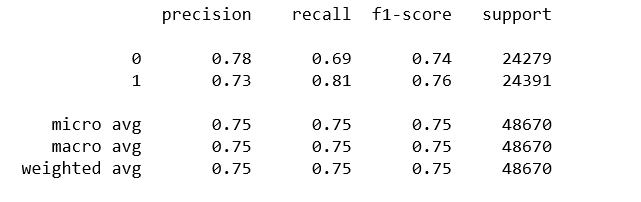 precision recall f1-score support
0 0.78 0.69 0.74 24279
1 0.73 0.81 0.76 24391
micro avg 0.75 0.75 0.75 48670
macro avg 0.75 0.75 0.75 48670
weighted avg 0.75 0.75 0.75 48670